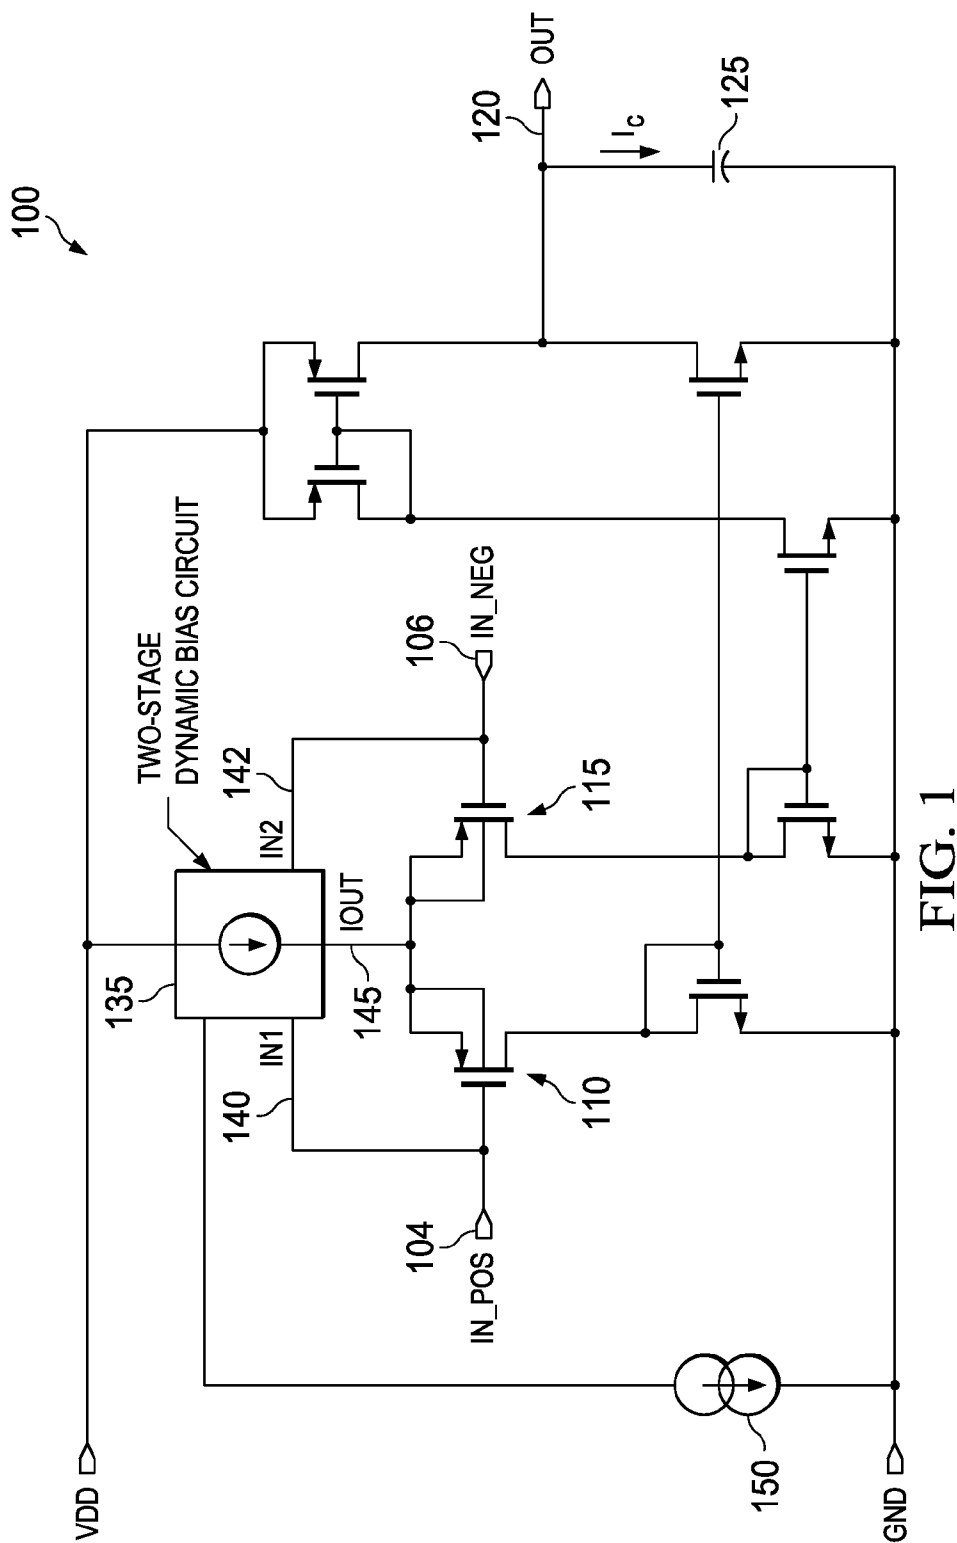 100
VDD
TWO-STAGE
DYNAMIC BIAS CIRCUIT
135
IN1
140
IN2
142
IOUT
145
104
IN_POS
106
IN_NEG
110
115
120
OUT
I_C
125
150
GND
FIG. 1